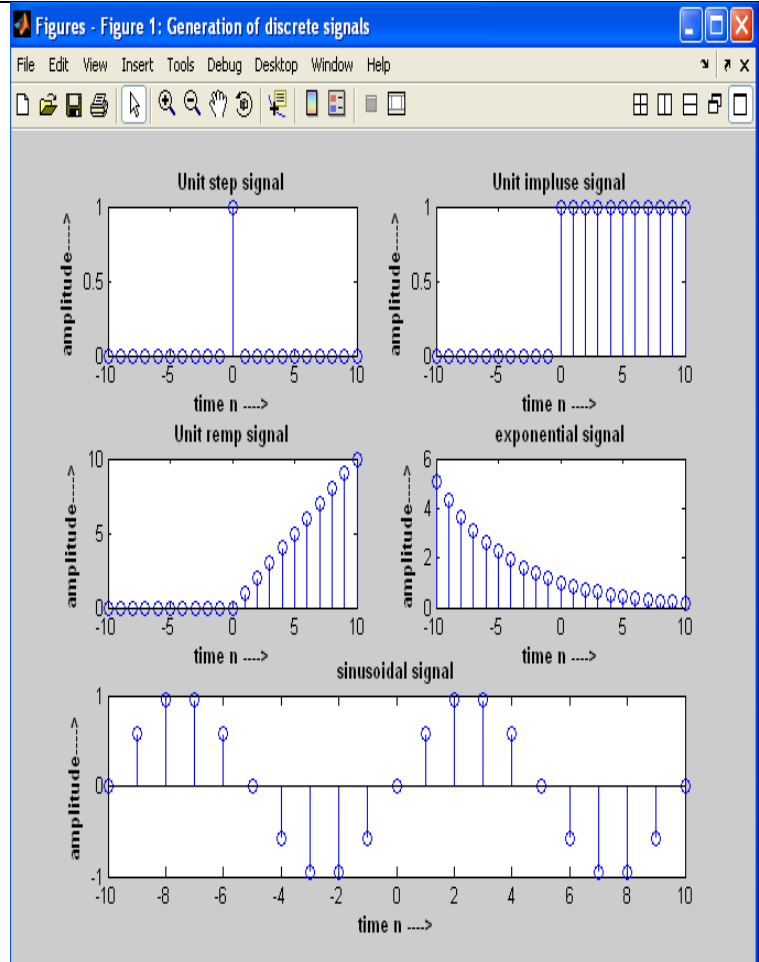 Figures - Figure 1: Generation of discrete signals
File Edit View Insert Tools Debug Desktop Window Help
Unit step signal
amplitude---->
1
0.5
0
-10 -5 0 5 10
time n ---->
Unit impluse signal
amplitude---->
1
0.5
0
-10 -5 0 5 10
time n ---->
Unit remp signal
amplitude---->
10
5
0
-10 -5 0 5 10
time n ---->
exponential signal
amplitude---->
6
4
2
0
-10 -5 0 5 10
time n ---->
sinusoidal signal
amplitude---->
1
0
-1
-10 -8 -6 -4 -2 0 2 4 6 8 10
time n ---->